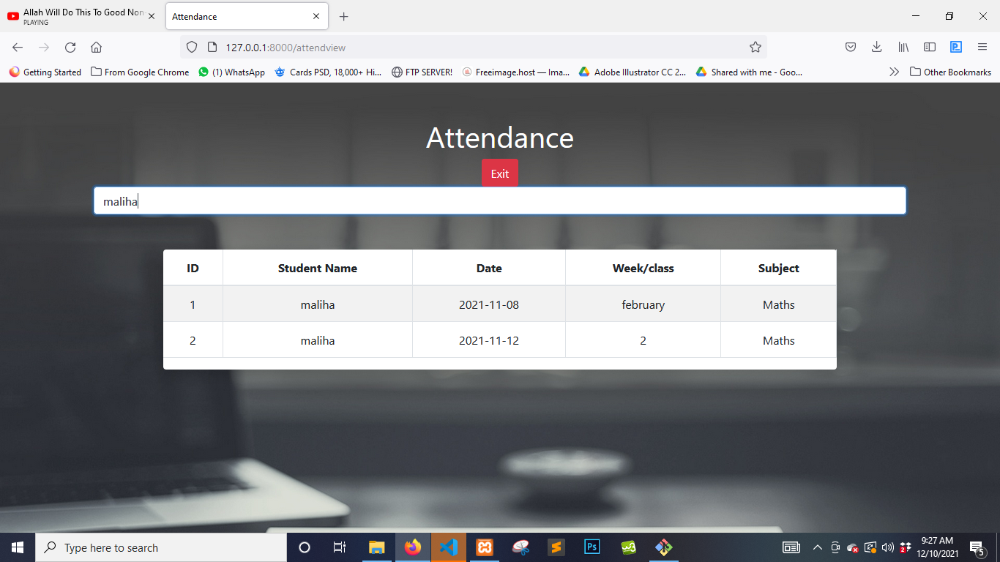 Allah Will Do This To Good Non-
PLAYING
Attendance
127.0.0.1:8000/attendview
Getting Started From Google Chrome (1) WhatsApp Cards PSD, 18,000+ Hi... FTP SERVER! Freeimage.host — Ima... Adobe Illustrator CC 2... Shared with me - Goo... Other Bookmarks
Attendance
Exit
maliha
ID Student Name Date Week/class Subject
1 maliha 2021-11-08 february Maths
2 maliha 2021-11-12 2 Maths
Type here to search
Ps
9:27 AM
12/10/2021
2
5